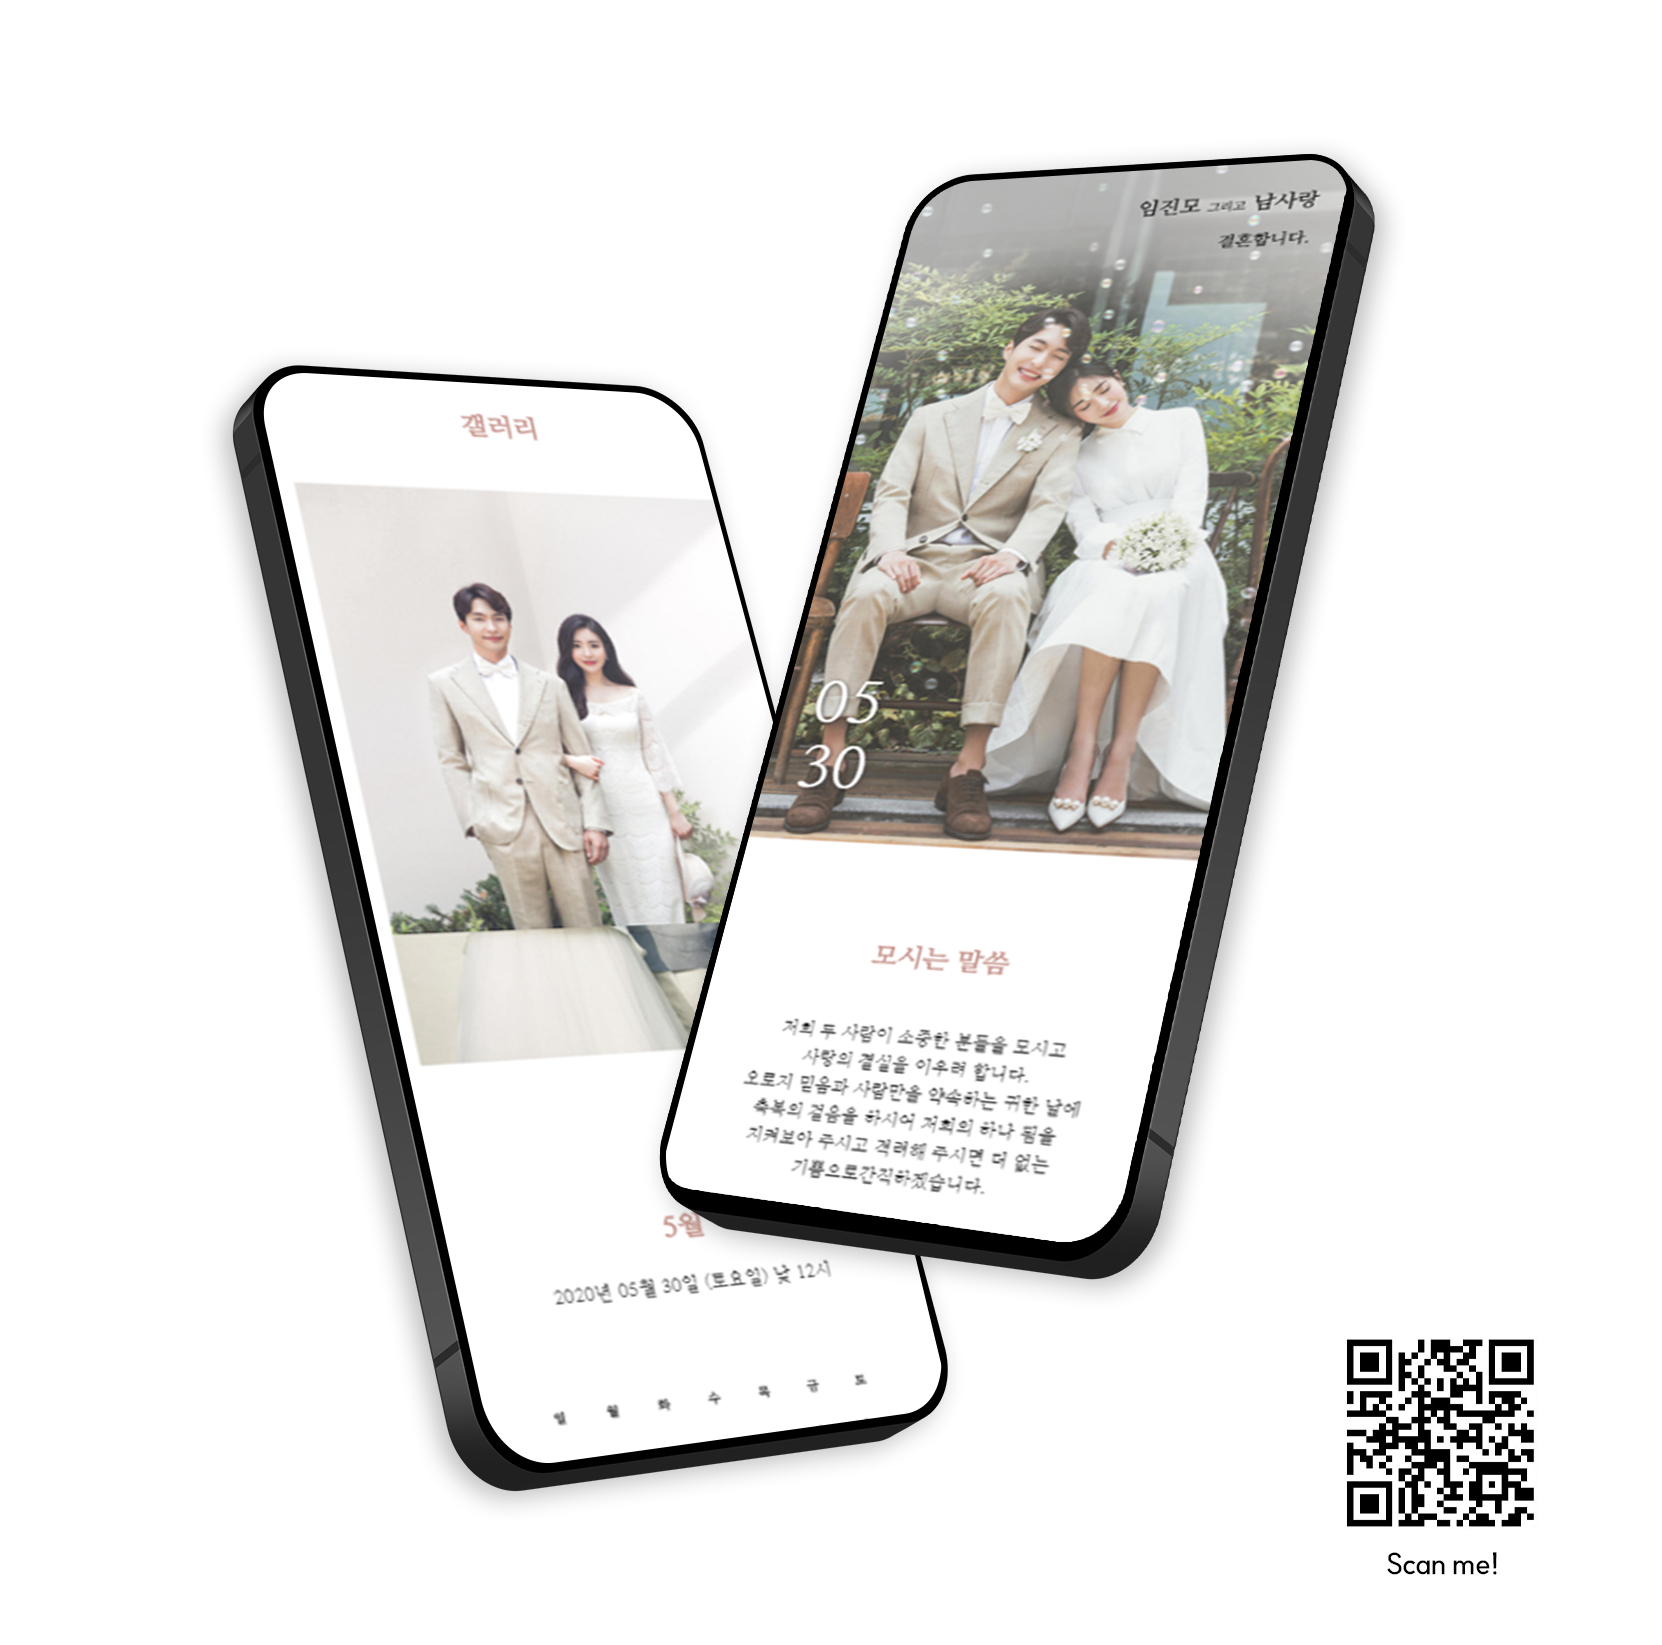 갤러리
5월
2020년 05월 30일 (토요일) 낮 12시
일 월 화 수 목 금 토
임진모 그리고 남사랑
결혼합니다.
05
30
모시는 말씀
저희 두 사람이 소중한 분들을 모시고
사랑의 결실을 이우려 합니다.
오로지 믿음과 사람만을 약속하는 귀한 날에
축복의 걸음을 하시어 저희의 하나 됨을
지켜보아 주시고 격려해 주시면 더 없는
기쁨으로간직하겠습니다.
Scan me!